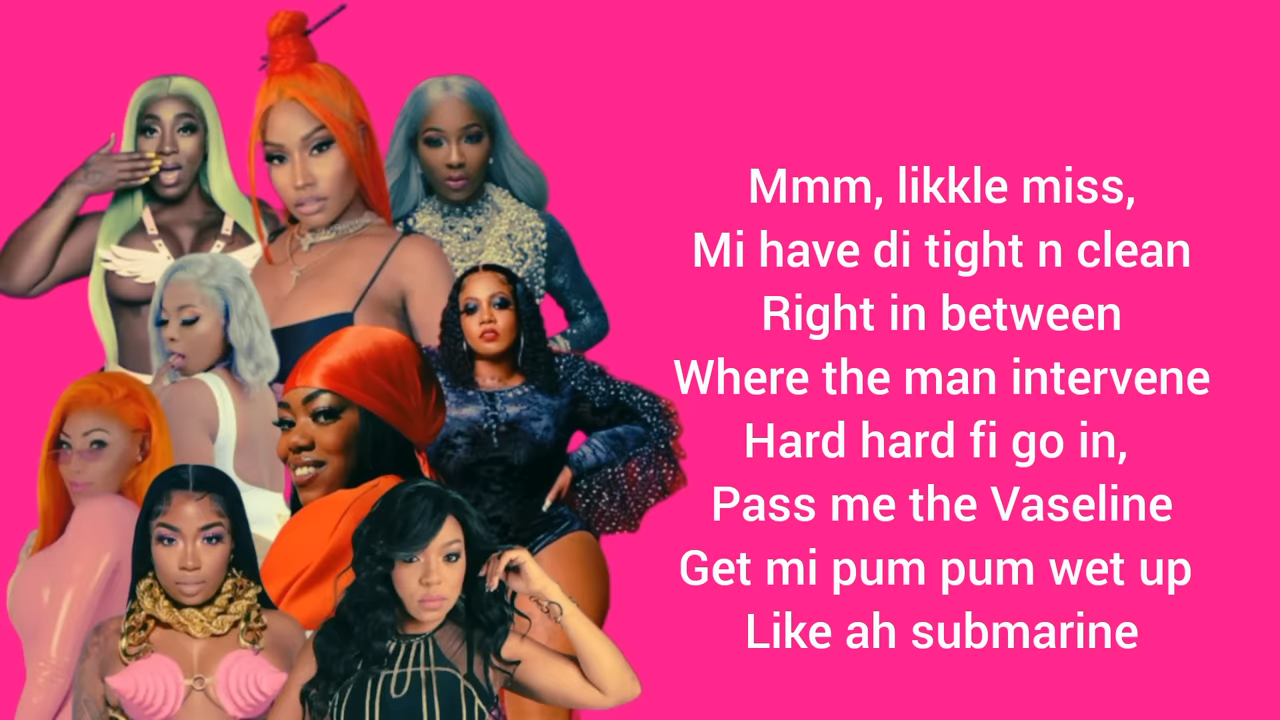 Mmm, likkle miss,
Mi have di tight n clean
Right in between
Where the man intervene
Hard hard fi go in,
Pass me the Vaseline
Get mi pum pum wet up
Like ah submarine